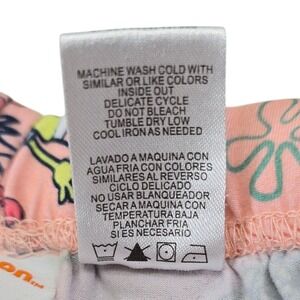 MACHINE WASH COLD WITH
SIMILAR OR LIKE COLORS
INSIDE OUT
DELICATE CYCLE
DO NOT BLEACH
TUMBLE DRY LOW
COOL IRON AS NEEDED
LAVADO A MAQUINA CON
AGUA FRIA CON COLORES
SIMILARES AL REVERSO
CICLO DELICADO
NO USAR BLANQUEADOR
SECAR A MAQUINA CON
TEMPERATURA BAJA
PLANCHAR FRIA
SI NECESARIO
on™